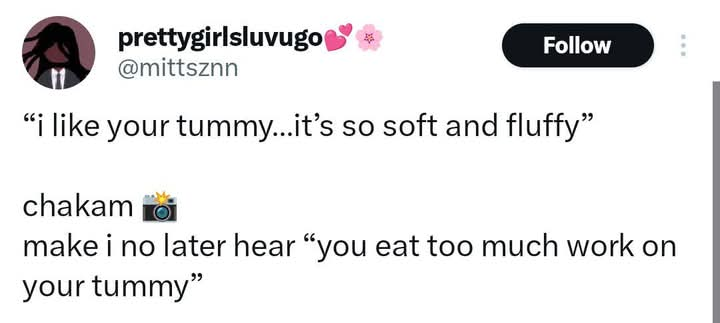 prettygirlsluvugo💕🌸
Follow
@mittsznn
“i like your tummy...it’s so soft and fluffy”
chakam 📸
make i no later hear “you eat too much work on
your tummy”